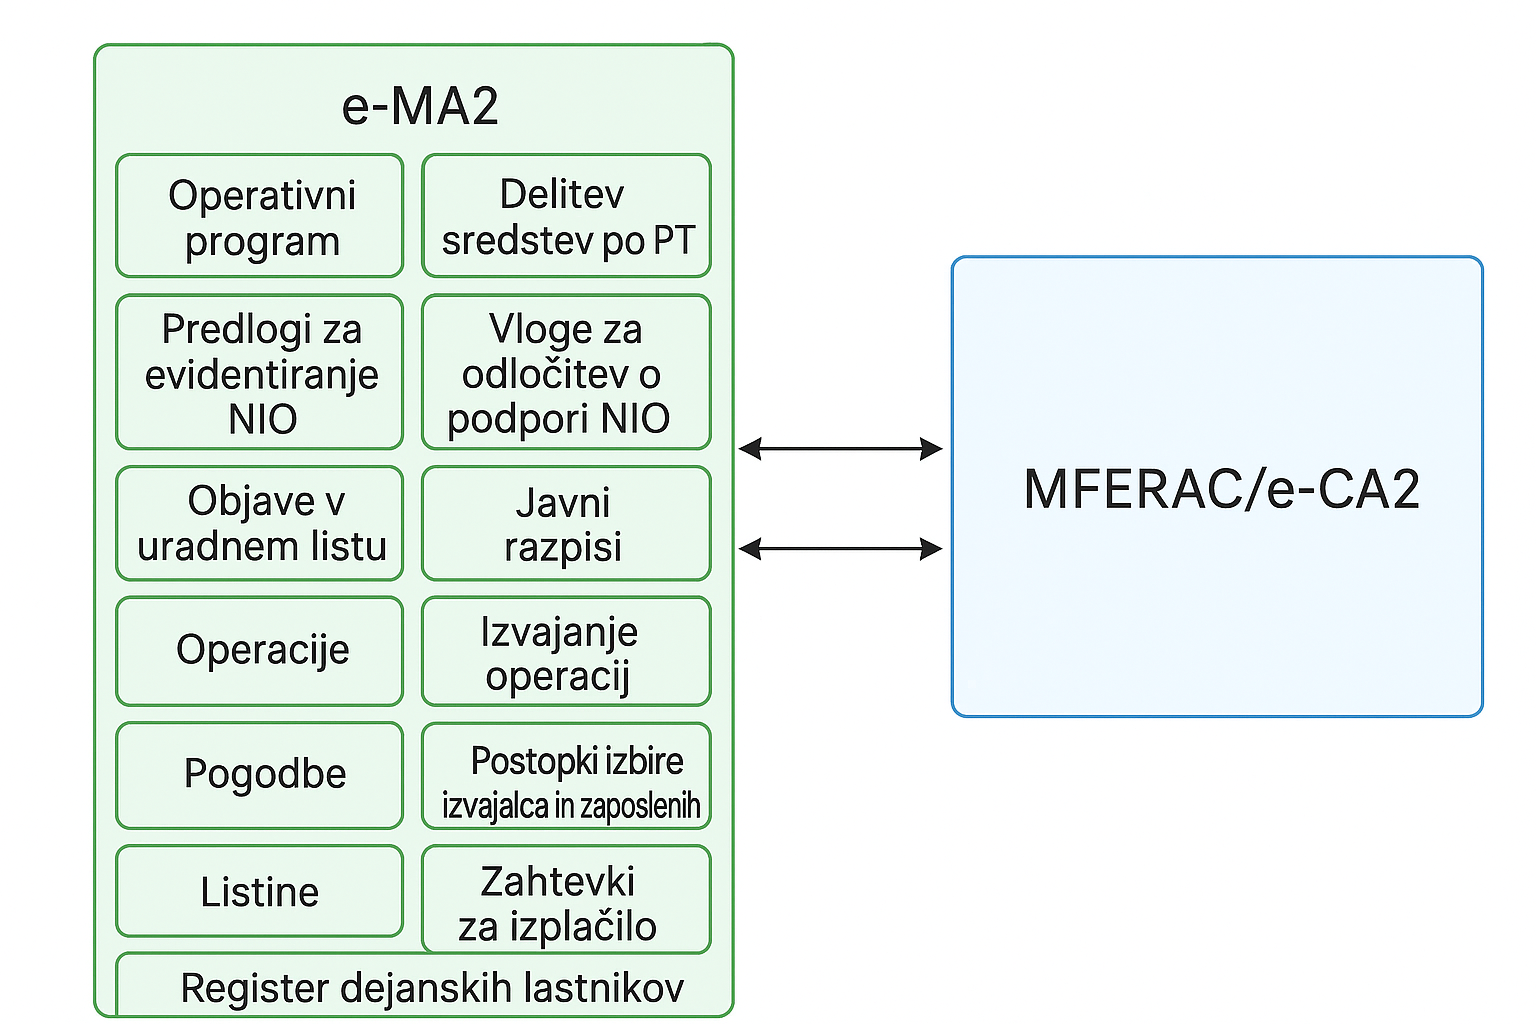 e-MA2
Operativni
program
Delitev
sredstev po PT
Predlogi za
evidentiranje
NIO
Vloge za
odločitev o
podpori NIO
Objave v
uradnem listu
Javni
razpisi
Operacije
Izvajanje
operacij
Pogodbe
Postopki izbire
izvajalca in zaposlenih
Listine
Zahtevki
za izplačilo
Register dejanskih lastnikov
MFERAC/e-CA2